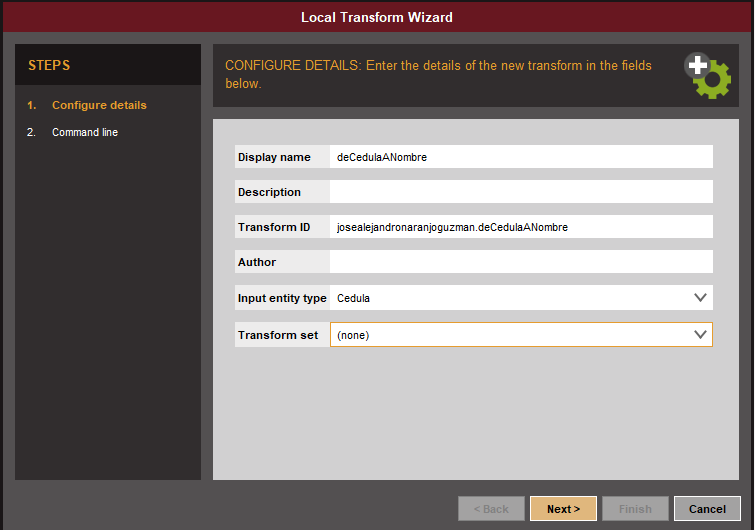 Local Transform Wizard
STEPS
1. Configure details
2. Command line
CONFIGURE DETAILS: Enter the details of the new transform in the fields
below.
Display name deCedulaANombre
Description
Transform ID josealejandronaranjoguzman.deCedulaANombre
Author
Input entity type Cedula
Transform set (none)
< Back Next > Finish Cancel